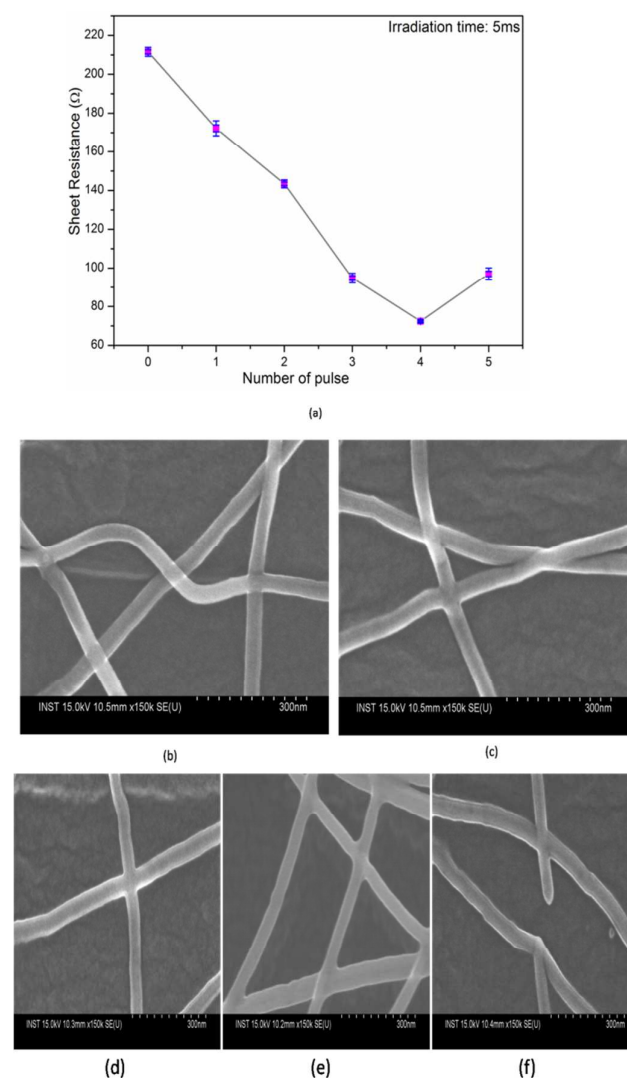 Irradiation time: 5ms
220
200
180
160
140
120
100
80
60
Sheet Resistance (Ω)
0 1 2 3 4 5
Number of pulse
(a)
INST 15.0kV 10.5mm x150k SE(U) 300nm
INST 15.0kV 10.5mm x150k SE(U) 300nm
(b) (c)
INST 15.0kV 10.3mm x150k SE(U) 300nm
INST 15.0kV 10.2mm x150k SE(U) 300nm
INST 15.0kV 10.4mm x150k SE(U) 300nm
(d) (e) (f)